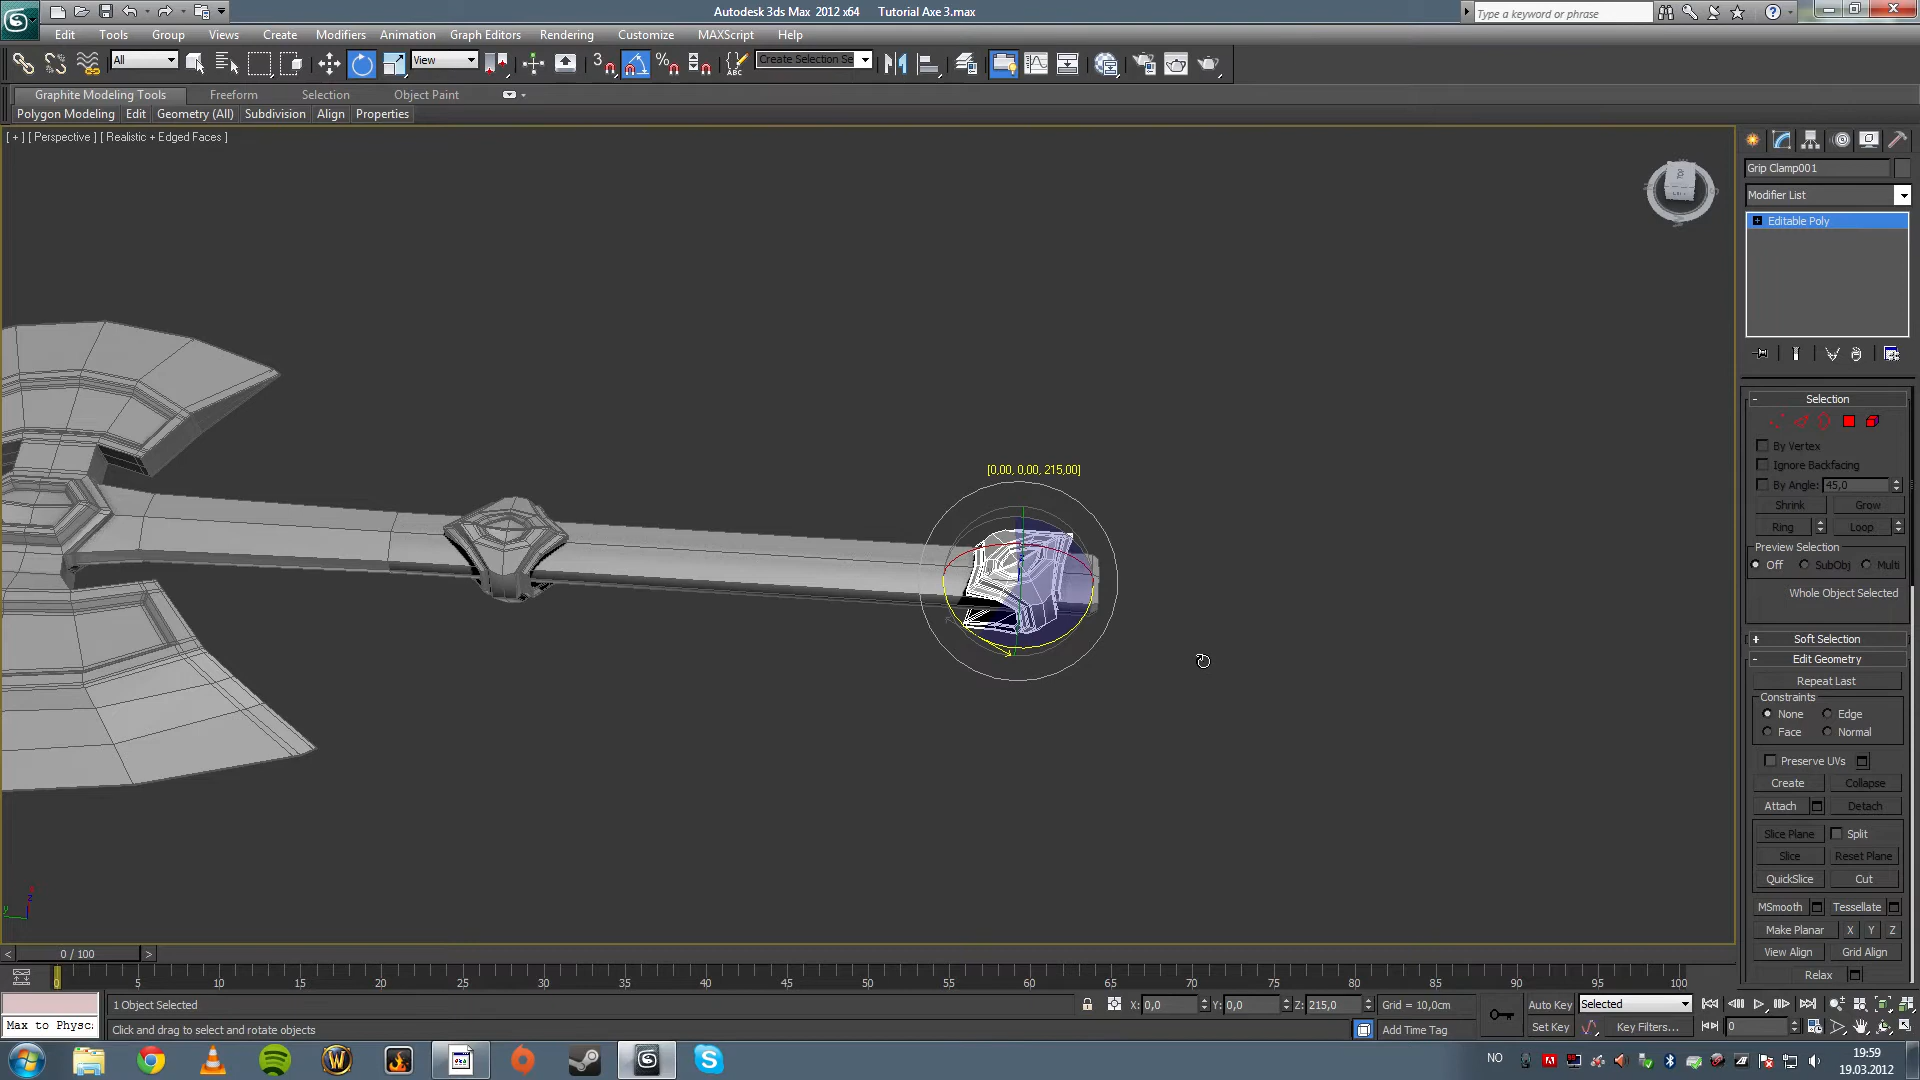 Autodesk 3ds Max 2012 x64 Tutorial Axe 3.max
Type a keyword or phrase
Edit Tools Group Views Create Modifiers Animation Graph Editors Rendering Customize MAXScript Help
All View Create Selection Se
Graphite Modeling Tools Freeform Selection Object Paint
Polygon Modeling Edit Geometry (All) Subdivision Align Properties
[ + ] [ Perspective ] [ Realistic + Edged Faces ]
Grip Clamp001
Modifier List
Editable Poly
Selection
By Vertex
Ignore Backfacing
By Angle: 45,0
Shrink Grow
Ring Loop
Preview Selection
Off SubObj Multi
Whole Object Selected
Soft Selection
Edit Geometry
Repeat Last
Constraints
None Edge
Face Normal
Preserve UVs
Create Collapse
Attach Detach
Slice Plane Split
Slice Reset Plane
QuickSlice Cut
MSmooth Tessellate
Make Planar X Y Z
View Align Grid Align
Relax
[0,00, 0,00, 215,00]
0 / 100
0 5 10 15 20 25 30 35 40 45 50 55 60 65 70 75 80 85 90 95 100
1 Object Selected X: 0,0 Y: 0,0 Z: 215,0 Grid = 10,0cm Auto Key Selected
Max to Physc: Click and drag to select and rotate objects Add Time Tag Set Key Key Filters... 0
NO 19:59
19.03.2012